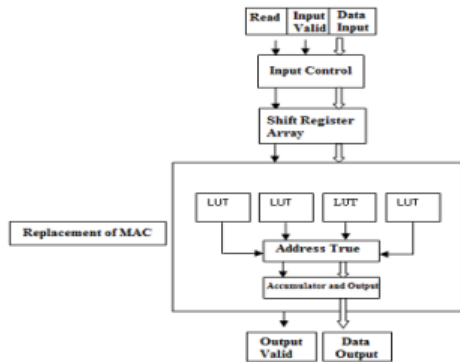 Read
Input
Valid
Data
Input
Input Control
Shift Register
Array
LUT
LUT
LUT
LUT
Replacement of MAC
Address True
Accumulator and Output
Output
Valid
Data
Output